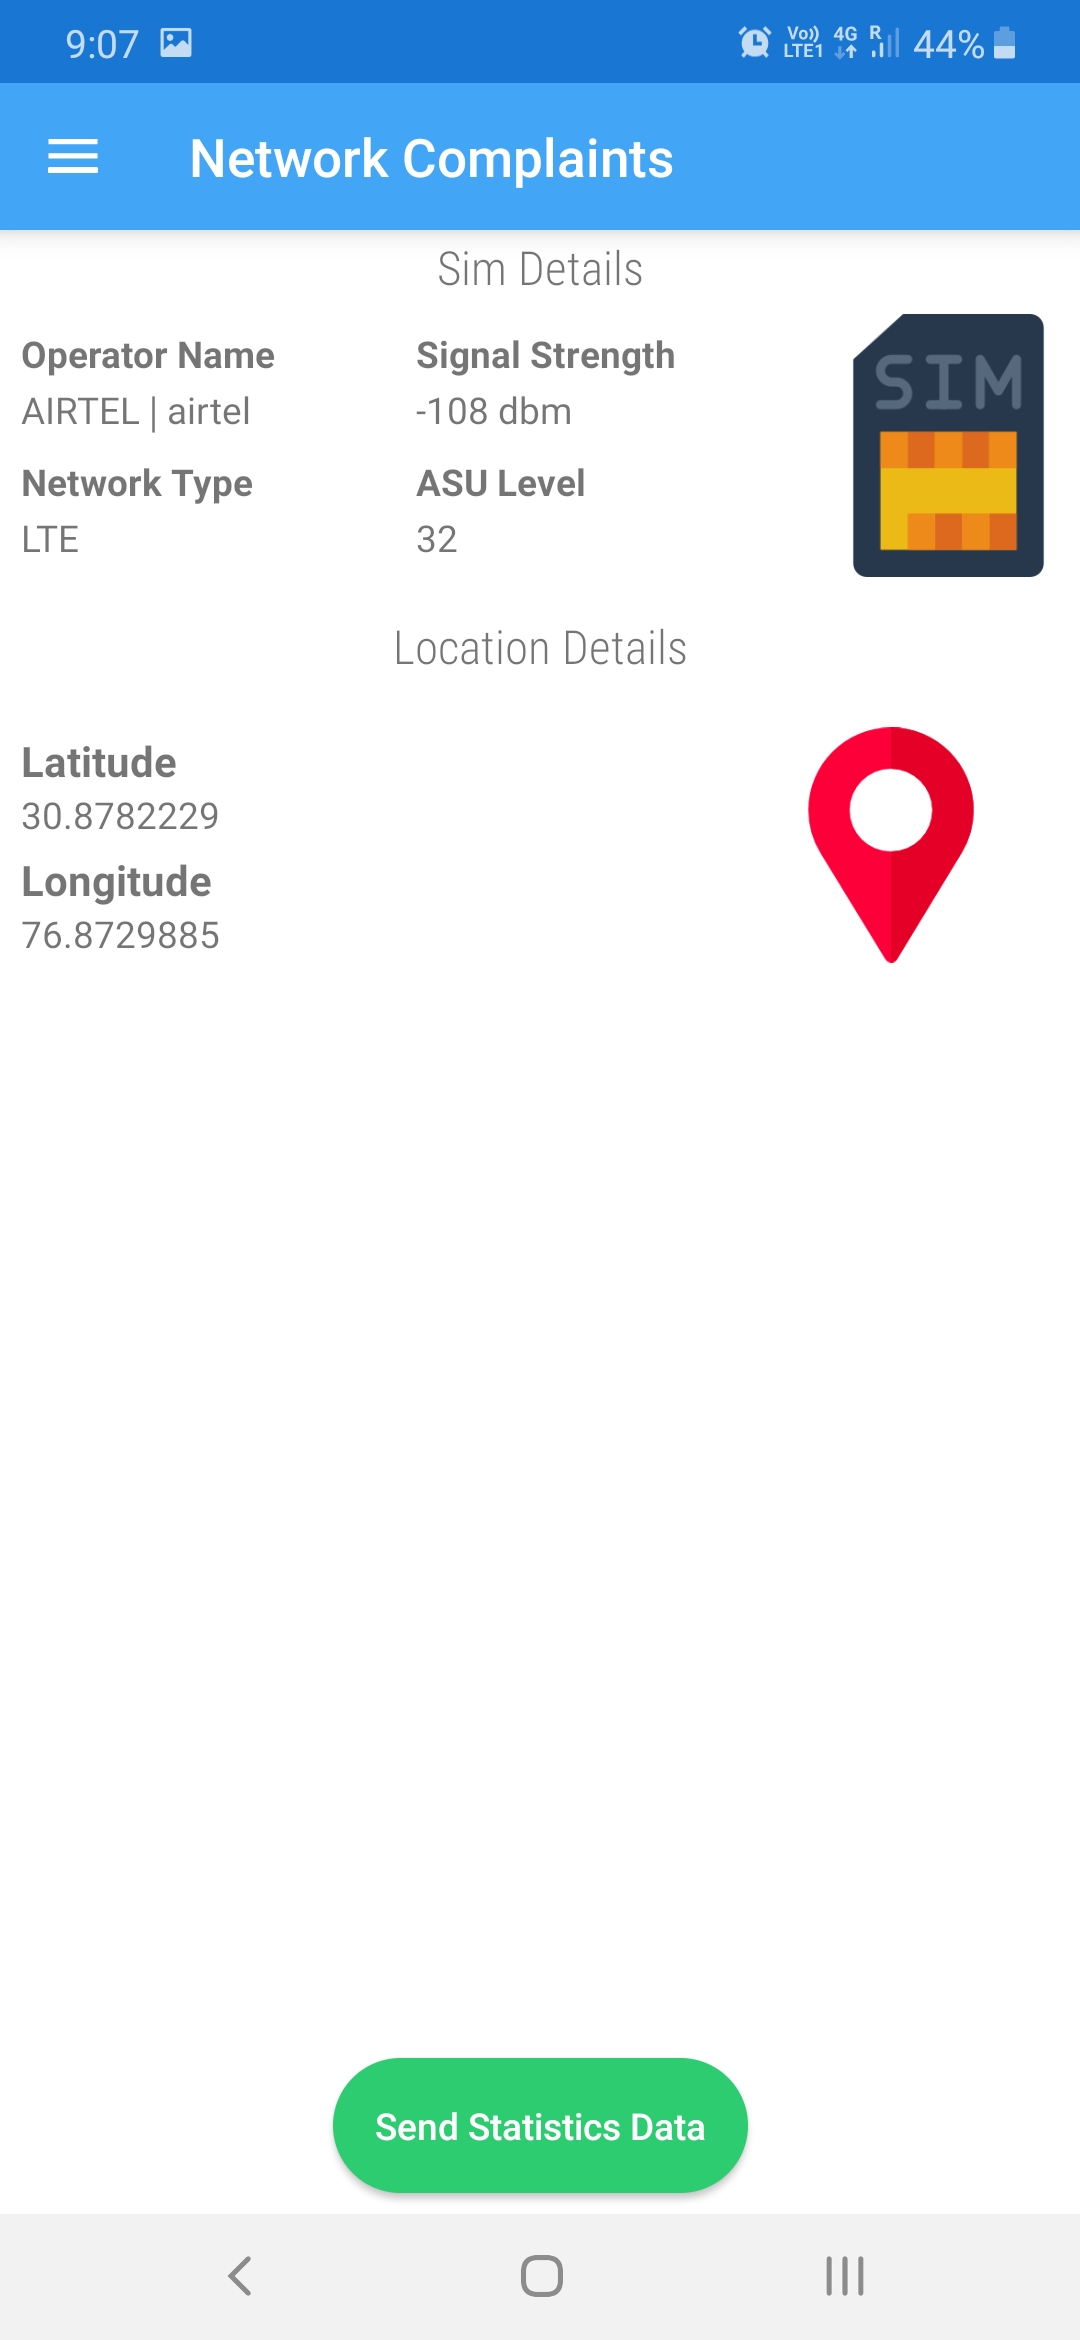 9:07 Vo)) LTE1 4G R 44%
Network Complaints
Sim Details
Operator Name Signal Strength
AIRTEL | airtel -108 dbm
Network Type ASU Level
LTE 32
SIM
Location Details
Latitude
30.8782229
Longitude
76.8729885
Send Statistics Data